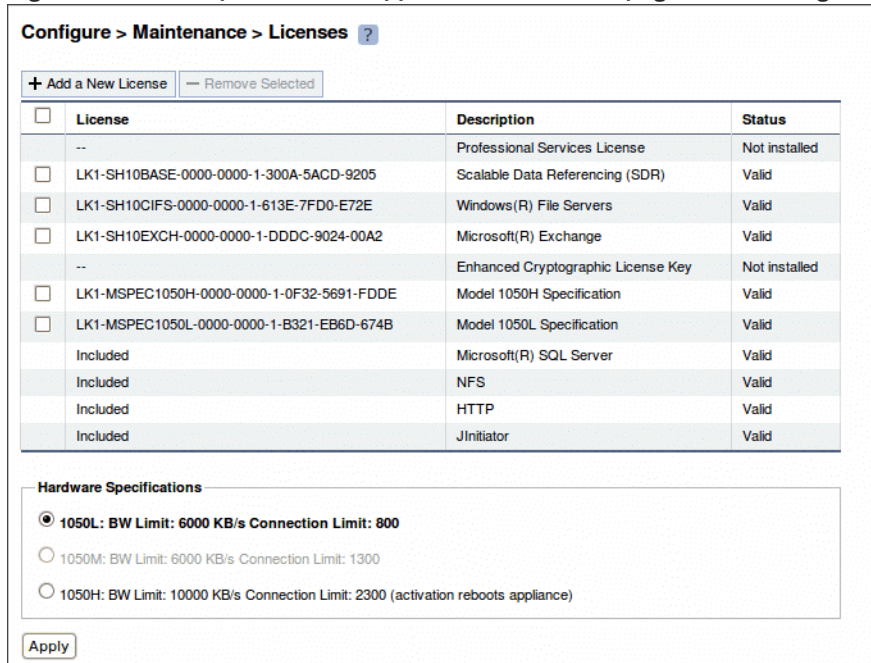 Configure > Maintenance > Licenses ?
+ Add a New License — Remove Selected
License Description Status
-- Professional Services License Not installed
LK1-SH10BASE-0000-0000-1-300A-5ACD-9205 Scalable Data Referencing (SDR) Valid
LK1-SH10CIFS-0000-0000-1-613E-7FD0-E72E Windows(R) File Servers Valid
LK1-SH10EXCH-0000-0000-1-DDDC-9024-00A2 Microsoft(R) Exchange Valid
-- Enhanced Cryptographic License Key Not installed
LK1-MSPEC1050H-0000-0000-1-0F32-5691-FDDE Model 1050H Specification Valid
LK1-MSPEC1050L-0000-0000-1-B321-EB6D-674B Model 1050L Specification Valid
Included Microsoft(R) SQL Server Valid
Included NFS Valid
Included HTTP Valid
Included JInitiator Valid
Hardware Specifications
1050L: BW Limit: 6000 KB/s Connection Limit: 800
1050M: BW Limit: 6000 KB/s Connection Limit: 1300
1050H: BW Limit: 10000 KB/s Connection Limit: 2300 (activation reboots appliance)
Apply